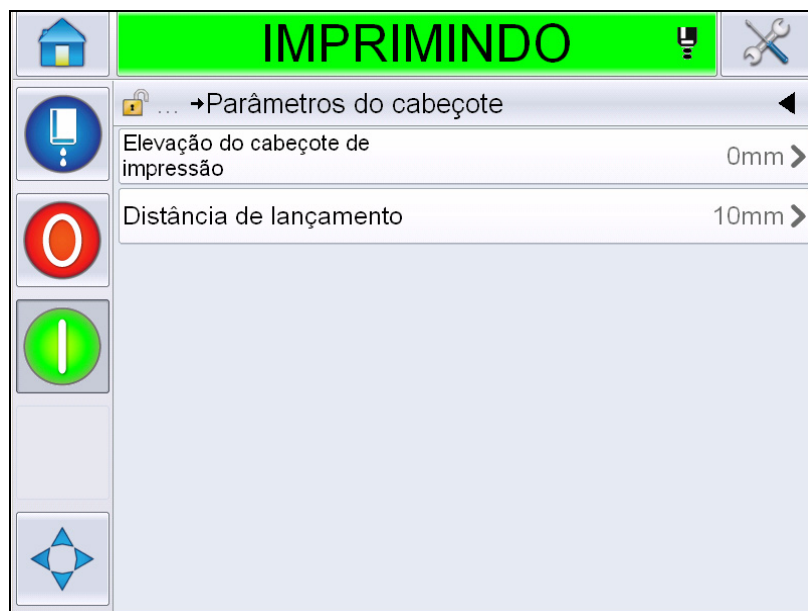 IMPRIMINDO
... →Parâmetros do cabeçote
Elevação do cabeçote de
impressão
0mm
Distância de lançamento
10mm